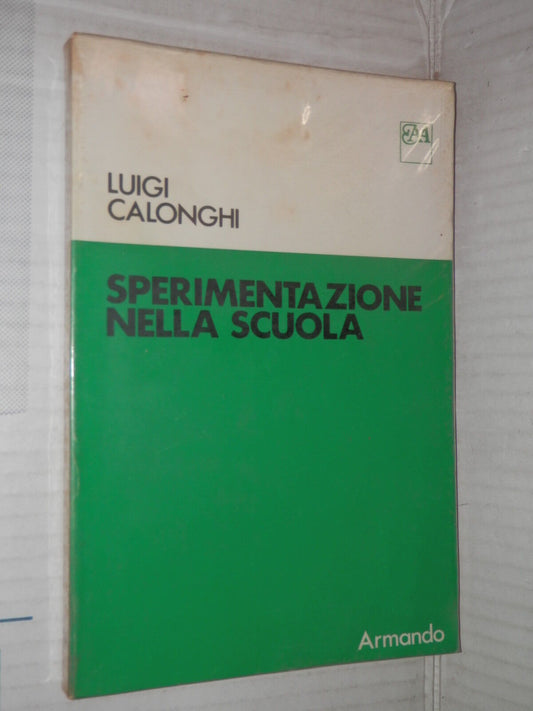 LUIGI
CALONGHI
SPERIMENTAZIONE
NELLA SCUOLA
Armando